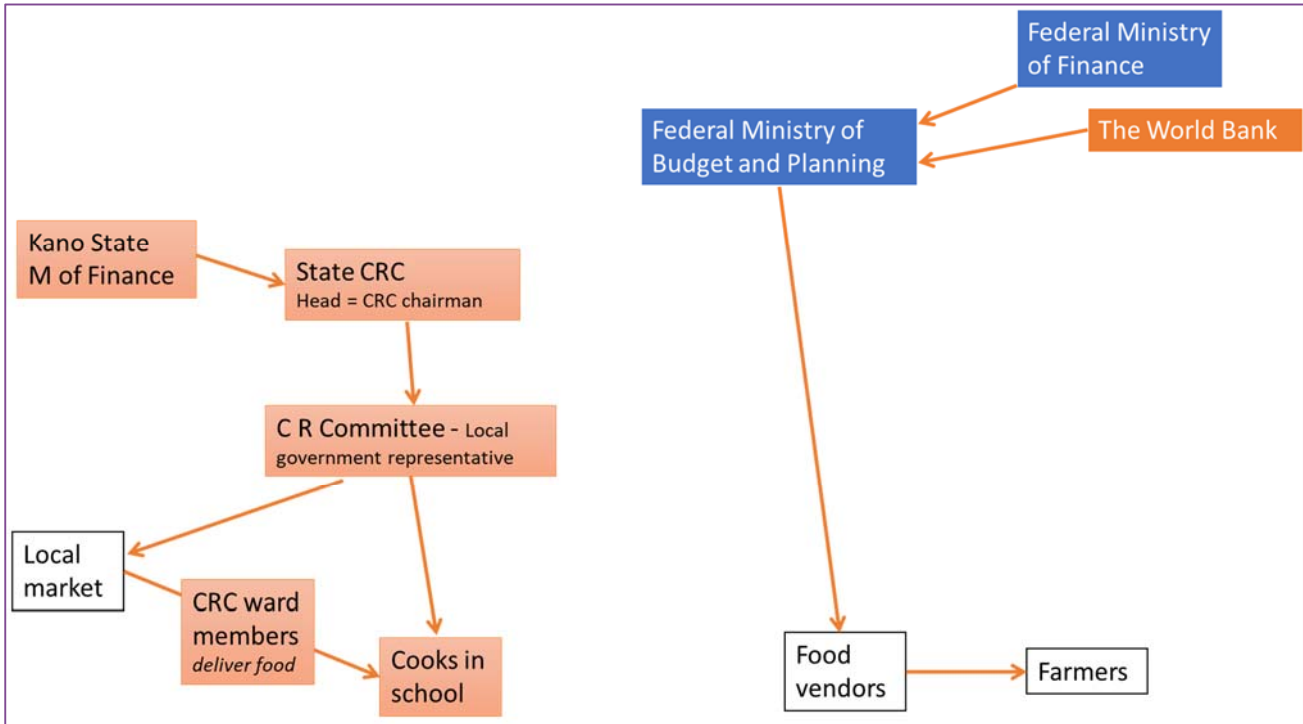 Federal Ministry
of Finance
Federal Ministry of
Budget and Planning
The World Bank
Kano State
M of Finance
State CRC
Head = CRC chairman
C R Committee - Local
government representative
Local
market
CRC ward
members
deliver food
Cooks in
school
Food
vendors
Farmers